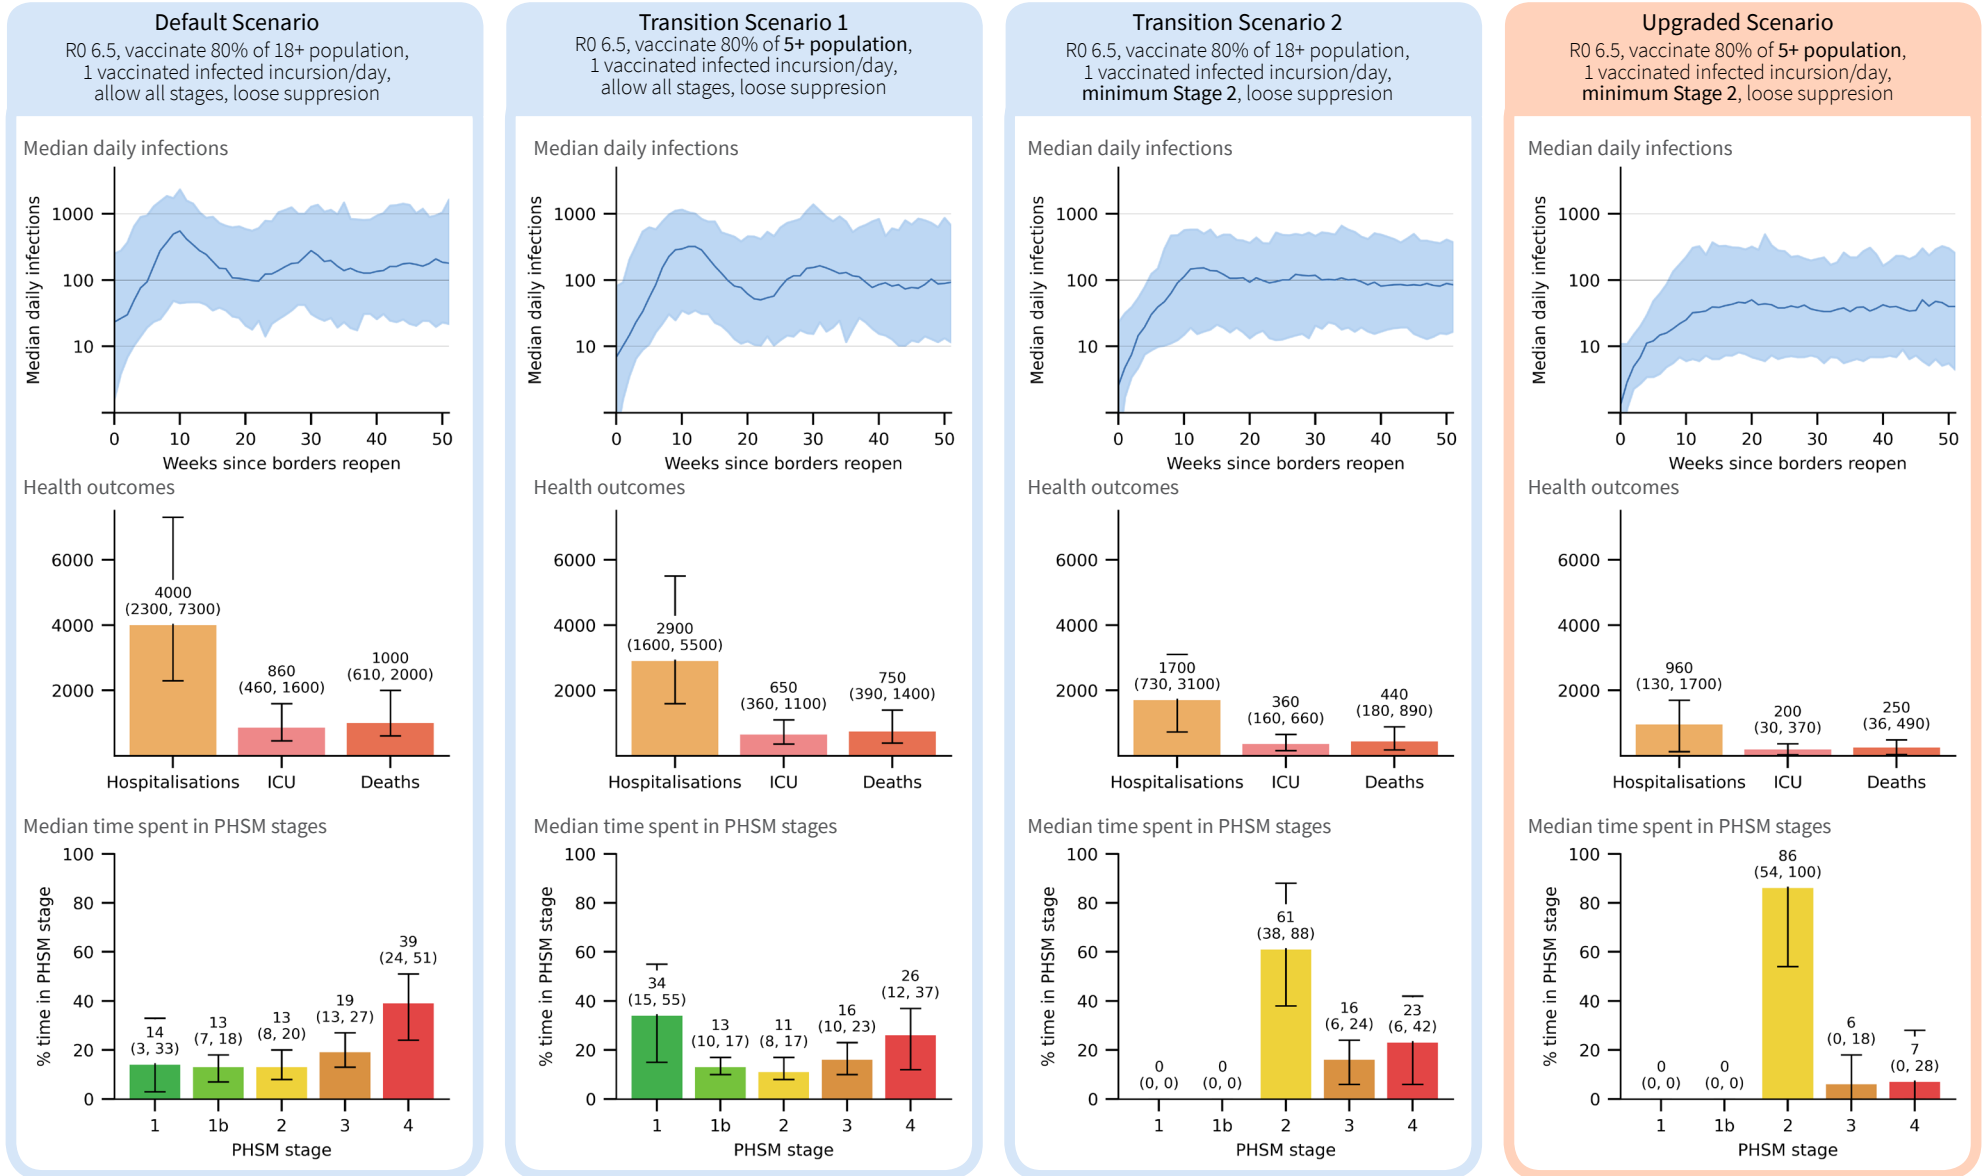 Default Scenario
R0 6.5, vaccinate 80% of 18+ population,
1 vaccinated infected incursion/day,
allow all stages, loose suppresion
Median daily infections
Median daily infections
1000
100
10
0 10 20 30 40 50
Weeks since borders reopen
Health outcomes
6000
4000
2000
4000
(2300, 7300)
860
(460, 1600)
1000
(610, 2000)
Hospitalisations ICU Deaths
Median time spent in PHSM stages
% time in PHSM stage
100
80
60
40
20
0
14
(3, 33)
13
(7, 18)
13
(8, 20)
19
(13, 27)
39
(24, 51)
1 1b 2 3 4
PHSM stage
Transition Scenario 1
R0 6.5, vaccinate 80% of 5+ population,
1 vaccinated infected incursion/day,
allow all stages, loose suppresion
Median daily infections
Median daily infections
1000
100
10
0 10 20 30 40 50
Weeks since borders reopen
Health outcomes
6000
4000
2000
2900
(1600, 5500)
650
(360, 1100)
750
(390, 1400)
Hospitalisations ICU Deaths
Median time spent in PHSM stages
% time in PHSM stage
100
80
60
40
20
0
34
(15, 55)
13
(10, 17)
11
(8, 17)
16
(10, 23)
26
(12, 37)
1 1b 2 3 4
PHSM stage
Transition Scenario 2
R0 6.5, vaccinate 80% of 18+ population,
1 vaccinated infected incursion/day,
minimum Stage 2, loose suppresion
Median daily infections
Median daily infections
1000
100
10
0 10 20 30 40 50
Weeks since borders reopen
Health outcomes
6000
4000
2000
1700
(730, 3100)
360
(160, 660)
440
(180, 890)
Hospitalisations ICU Deaths
Median time spent in PHSM stages
% time in PHSM stage
100
80
60
40
20
0
0
(0, 0)
0
(0, 0)
61
(38, 88)
16
(6, 24)
23
(6, 42)
1 1b 2 3 4
PHSM stage
Upgraded Scenario
R0 6.5, vaccinate 80% of 5+ population,
1 vaccinated infected incursion/day,
minimum Stage 2, loose suppresion
Median daily infections
Median daily infections
1000
100
10
0 10 20 30 40 50
Weeks since borders reopen
Health outcomes
6000
4000
2000
960
(130, 1700)
200
(30, 370)
250
(36, 490)
Hospitalisations ICU Deaths
Median time spent in PHSM stages
% time in PHSM stage
100
80
60
40
20
0
0
(0, 0)
0
(0, 0)
86
(54, 100)
6
(0, 18)
7
(0, 28)
1 1b 2 3 4
PHSM stage